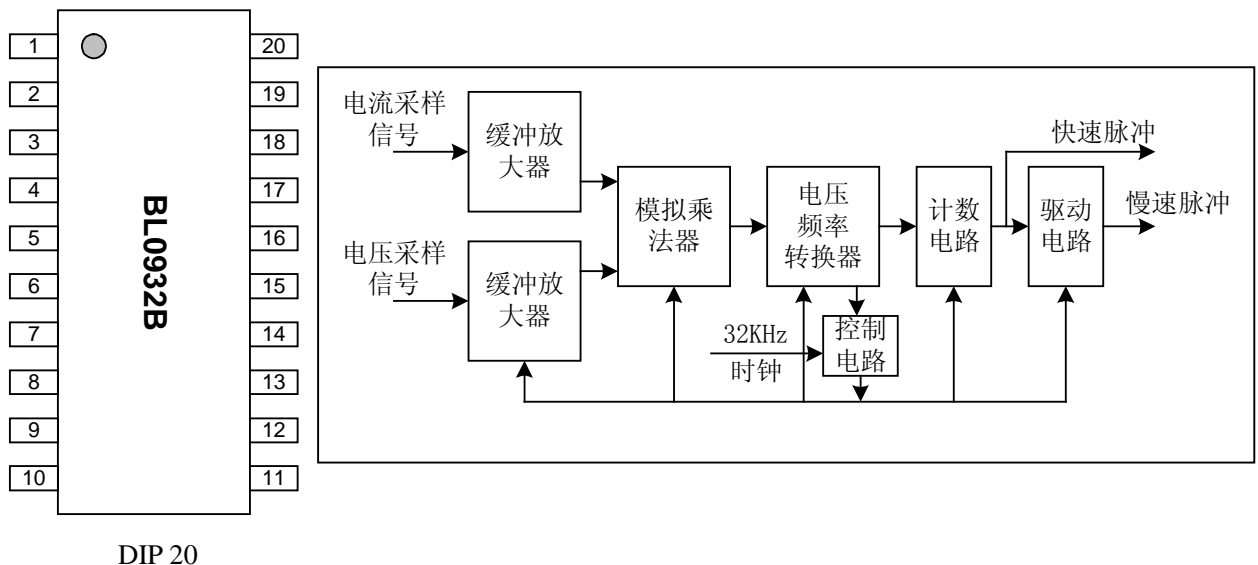 1
2
3
4
5
6
7
8
9
10
20
19
18
17
16
15
14
13
12
11
BL0932B
DIP 20
电流采样
信号
缓冲放
大器
电压采样
信号
缓冲放
大器
模拟乘
法器
电压
频率
转换器
32KHz
时钟
控制
电路
计数
电路
快速脉冲
驱动
电路
慢速脉冲